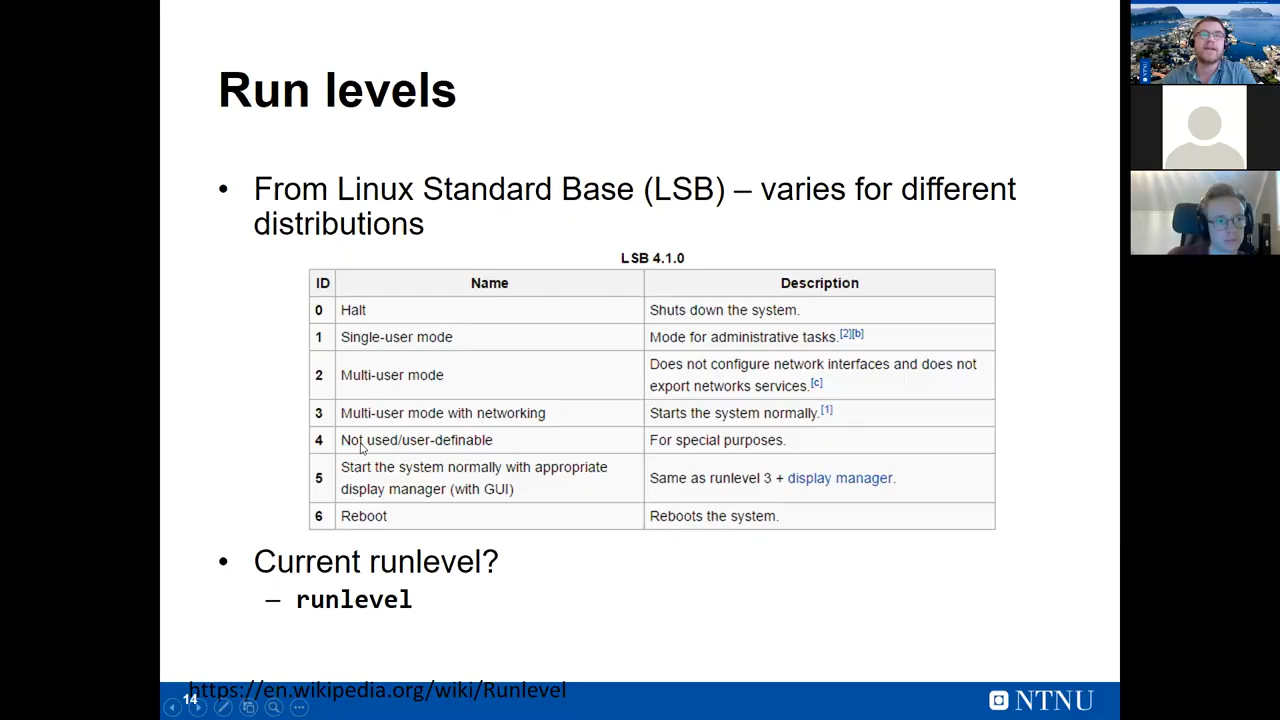 Run levels
• From Linux Standard Base (LSB) – varies for different
distributions
LSB 4.1.0
ID Name Description
0 Halt Shuts down the system.
1 Single-user mode Mode for administrative tasks.[2][b]
2 Multi-user mode Does not configure network interfaces and does not
export networks services.[c]
3 Multi-user mode with networking Starts the system normally.[1]
4 Not used/user-definable For special purposes.
5 Start the system normally with appropriate
display manager (with GUI) Same as runlevel 3 + display manager.
6 Reboot Reboots the system.
• Current runlevel?
– runlevel
https://en.wikipedia.org/wiki/Runlevel
14
NTNU
NTNU